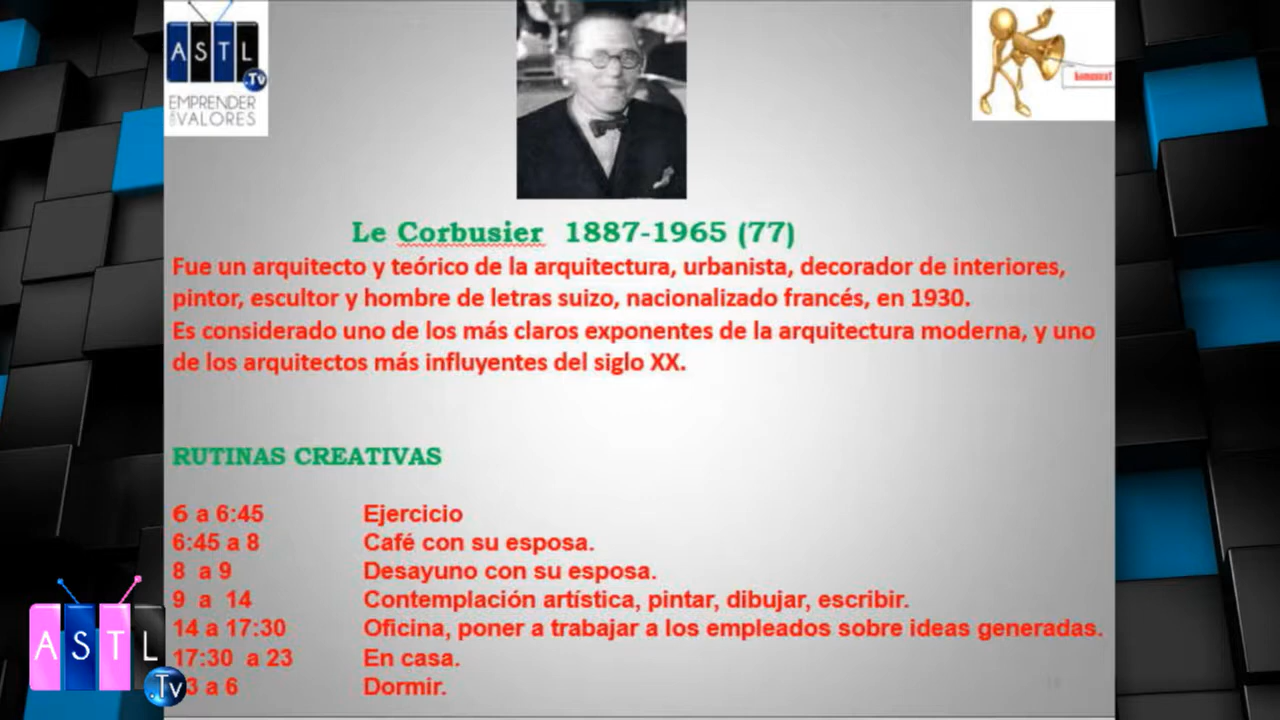 ASTL
.Tv
EMPRENDER
CON VALORES
Le Corbusier 1887-1965 (77)
Fue un arquitecto y teórico de la arquitectura, urbanista, decorador de interiores,
pintor, escultor y hombre de letras suizo, nacionalizado francés, en 1930.
Es considerado uno de los más claros exponentes de la arquitectura moderna, y uno
de los arquitectos más influyentes del siglo XX.
RUTINAS CREATIVAS
6 a 6:45 Ejercicio
6:45 a 8 Café con su esposa.
8 a 9 Desayuno con su esposa.
9 a 14 Contemplación artística, pintar, dibujar, escribir.
14 a 17:30 Oficina, poner a trabajar a los empleados sobre ideas generadas.
17:30 a 23 En casa.
3 a 6 Dormir.
ASTL
.Tv